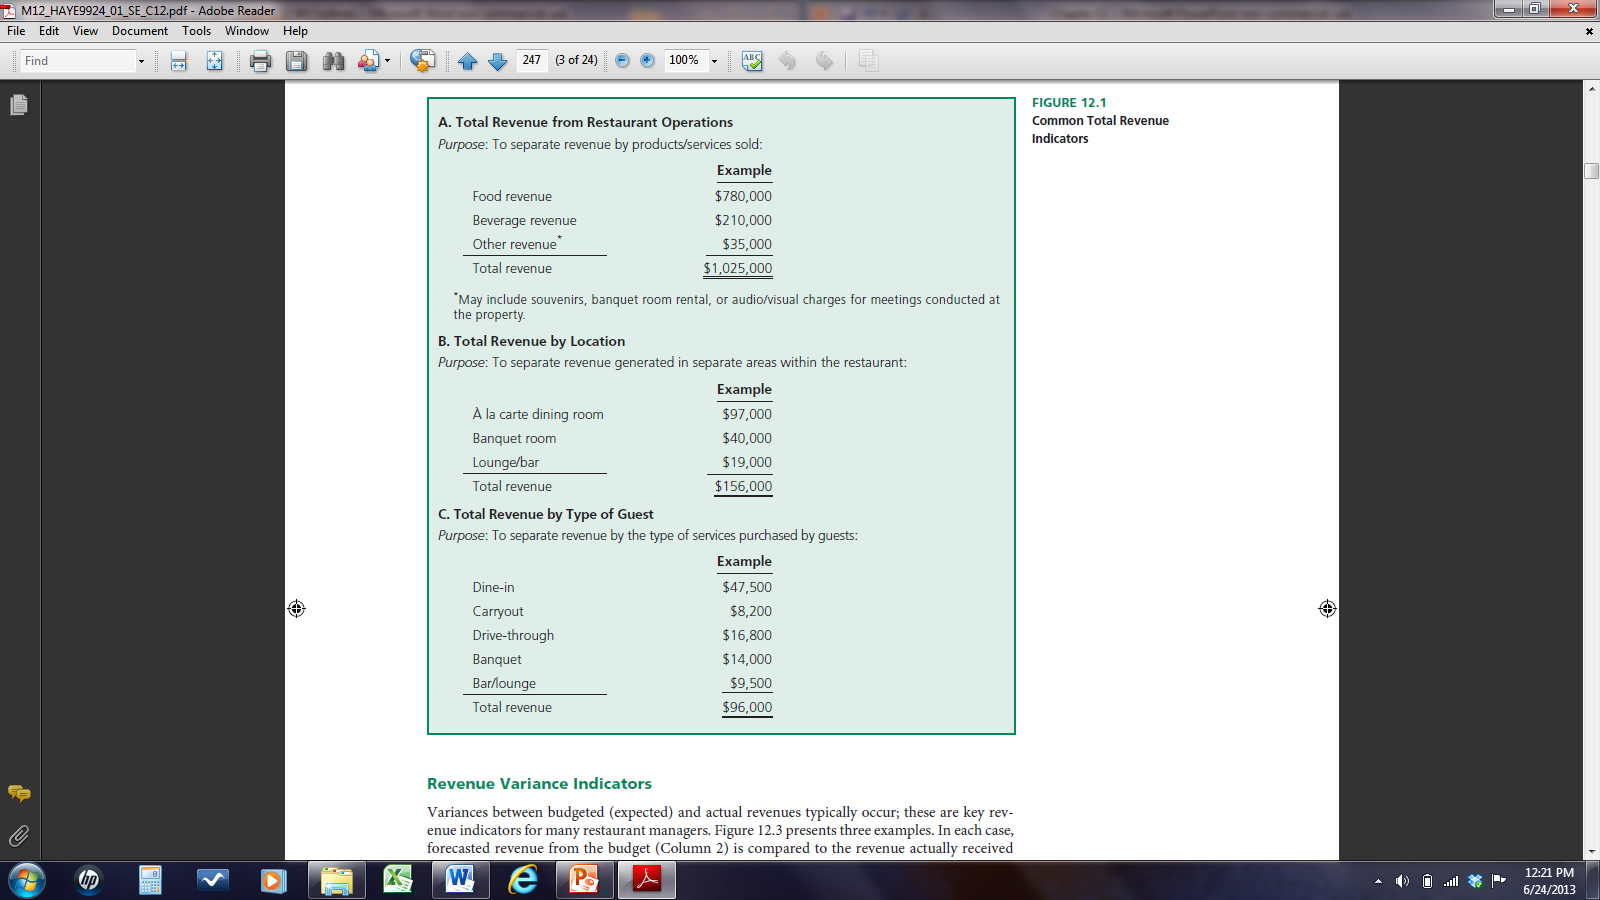 M12_HAYE9924_01_SE_C12.pdf - Adobe Reader
File Edit View Document Tools Window Help
Find 247 (3 of 24) 100%
FIGURE 12.1
Common Total Revenue
Indicators
A. Total Revenue from Restaurant Operations
Purpose: To separate revenue by products/services sold:
Example
Food revenue $780,000
Beverage revenue $210,000
Other revenue* $35,000
Total revenue $1,025,000
*May include souvenirs, banquet room rental, or audio/visual charges for meetings conducted at
the property.
B. Total Revenue by Location
Purpose: To separate revenue generated in separate areas within the restaurant:
Example
À la carte dining room $97,000
Banquet room $40,000
Lounge/bar $19,000
Total revenue $156,000
C. Total Revenue by Type of Guest
Purpose: To separate revenue by the type of services purchased by guests:
Example
Dine-in $47,500
Carryout $8,200
Drive-through $16,800
Banquet $14,000
Bar/lounge $9,500
Total revenue $96,000
Revenue Variance Indicators
Variances between budgeted (expected) and actual revenues typically occur; these are key rev-
enue indicators for many restaurant managers. Figure 12.3 presents three examples. In each case,
forecasted revenue from the budget (Column 2) is compared to the revenue actually received
12:21 PM
6/24/2013